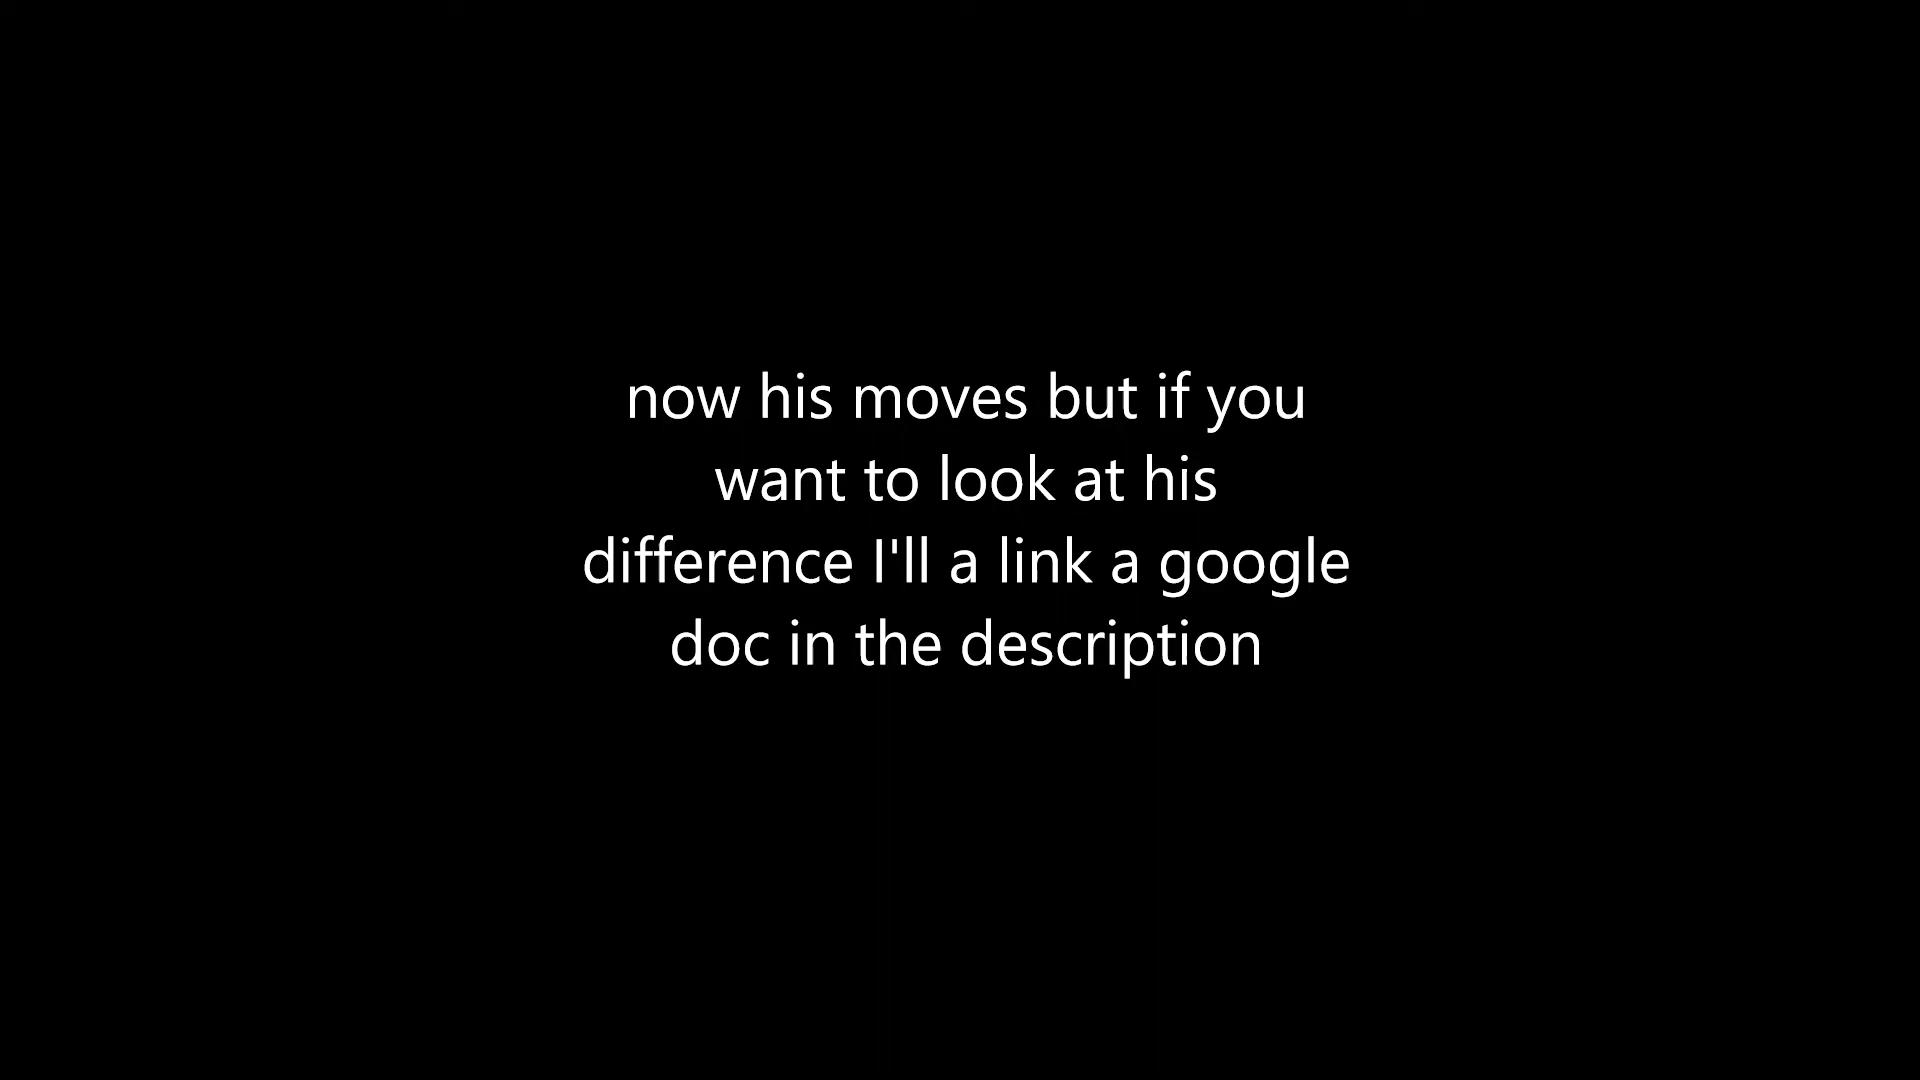 now his moves but if you
want to look at his
difference I'll a link a google
doc in the description